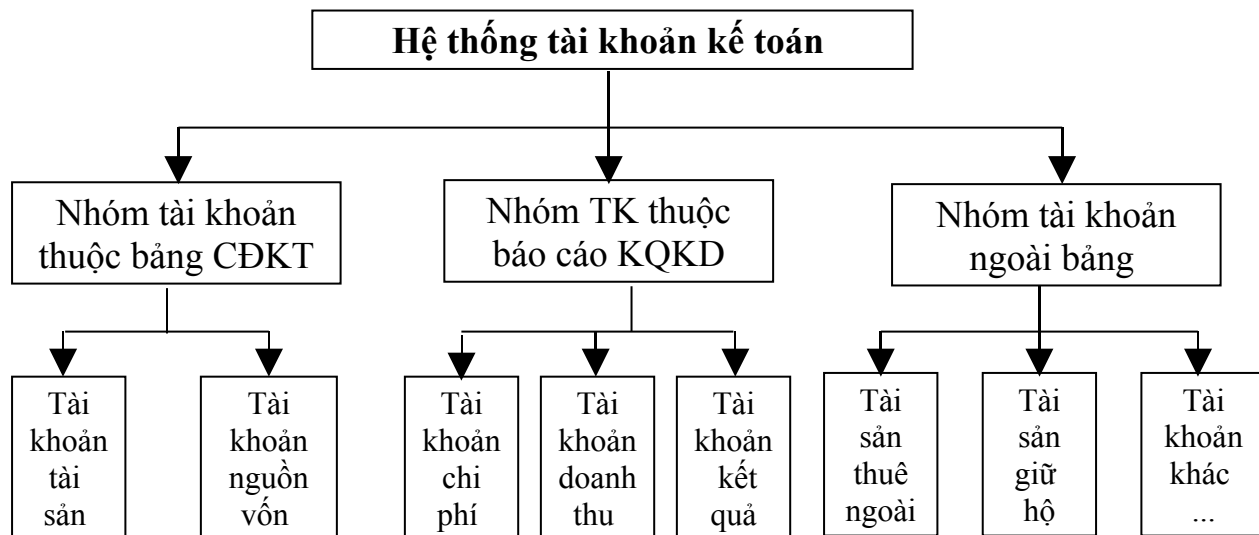 Hệ thống tài khoản kế toán
Nhóm tài khoản
thuộc bảng CĐKT
Nhóm TK thuộc
báo cáo KQKD
Nhóm tài khoản
ngoài bảng
Tài
khoản
tài
sản
Tài
khoản
nguồn
vốn
Tài
khoản
chi
phí
Tài
khoản
doanh
thu
Tài
khoản
kết
quả
Tài
sản
thuê
ngoài
Tài
sản
giữ
hộ
Tài
khoản
khác
...